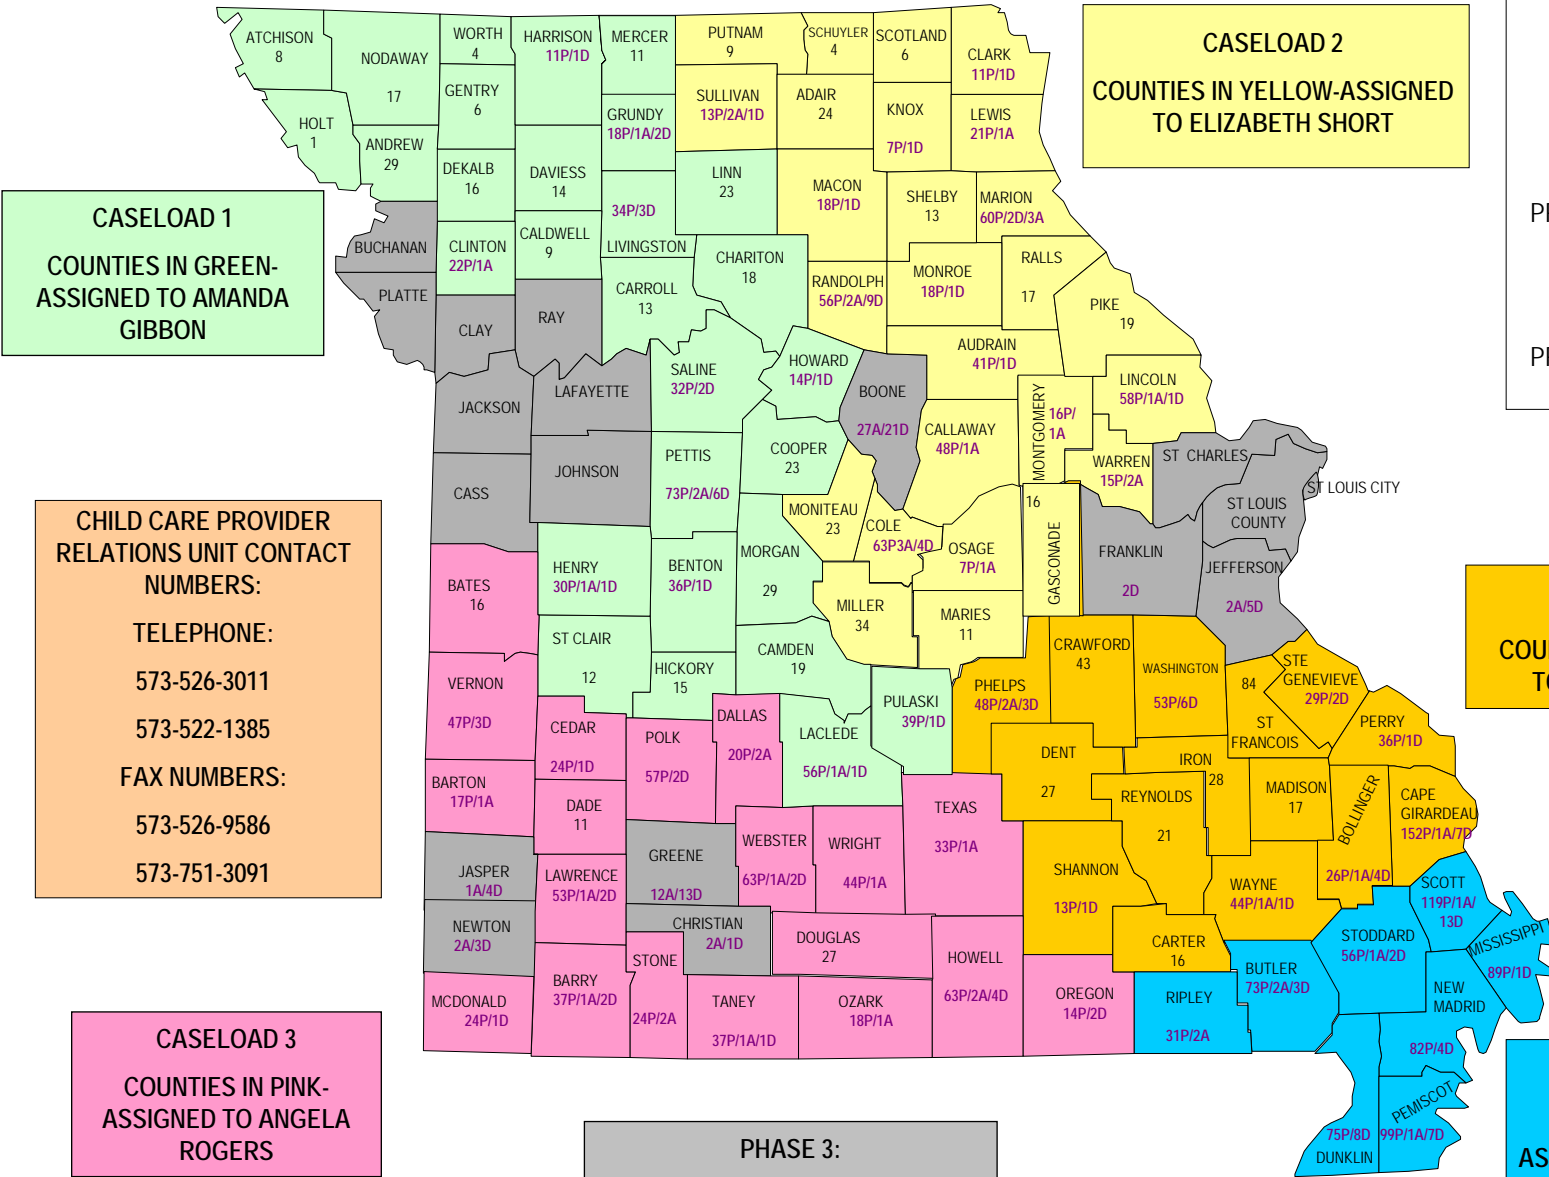 ATCHISON
8
NODAWAY
17
WORTH
4
HARRISON
11P/1D
MERCER
11
PUTNAM
9
SCHUYLER
4
SCOTLAND
6
CLARK
11P/1D
CASELOAD 2
COUNTIES IN YELLOW-ASSIGNED
TO ELIZABETH SHORT
HOLT
1
ANDREW
29
GENTRY
6
GRUNDY
18P/1A/2D
SULLIVAN
13P/2A/1D
ADAIR
24
KNOX
7P/1D
LEWIS
21P/1A
DEKALB
16
DAVIESS
14
34P/3D
LIVINGSTON
LINN
23
MACON
18P/1D
SHELBY
13
MARION
60P/2D/3A
CASELOAD 1
COUNTIES IN GREEN-
ASSIGNED TO AMANDA
GIBBON
BUCHANAN
CLINTON
22P/1A
CALDWELL
9
CHARITON
18
RANDOLPH
56P/2A/9D
MONROE
18P/1D
RALLS
17
PLATTE
CLAY
RAY
CARROLL
13
PIKE
19
SALINE
32P/2D
HOWARD
14P/1D
BOONE
27A/21D
AUDRAIN
41P/1D
LINCOLN
58P/1A/1D
JACKSON
LAFAYETTE
CALLAWAY
48P/1A
MONTGOMERY
16P/
1A
WARREN
15P/2A
ST CHARLES
ST LOUIS CITY
ST LOUIS
COUNTY
JOHNSON
PETTIS
73P/2A/6D
COOPER
23
CASS
MONITEAU
23
COLE
63P3A/4D
OSAGE
7P/1A
16
GASCONADE
FRANKLIN
2D
JEFFERSON
2A/5D
CHILD CARE PROVIDER
RELATIONS UNIT CONTACT
NUMBERS:
TELEPHONE:
573-526-3011
573-522-1385
FAX NUMBERS:
573-526-9586
573-751-3091
BATES
16
HENRY
30P/1A/1D
BENTON
36P/1D
MORGAN
29
MILLER
34
MARIES
11
ST CLAIR
12
HICKORY
15
CAMDEN
19
PULASKI
39P/1D
PHELPS
48P/2A/3D
CRAWFORD
43
WASHINGTON
53P/6D
84
ST
FRANCOIS
STE
GENEVIEVE
29P/2D
PERRY
36P/1D
COU
VERNON
47P/3D
CEDAR
24P/1D
POLK
57P/2D
DALLAS
20P/2A
LACLEDE
56P/1A/1D
DENT
27
IRON
28
REYNOLDS
21
MADISON
17
BOLLINGER
26P/1A/4D
CAPE
GIRARDEAU
152P/1A/7D
BARTON
17P/1A
DADE
11
TEXAS
33P/1A
GREENE
12A/13D
WEBSTER
63P/1A/2D
WRIGHT
44P/1A
SHANNON
13P/1D
WAYNE
44P/1A/1D
JASPER
1A/4D
LAWRENCE
53P/1A/2D
SCOTT
119P/1A/
13D
NEWTON
2A/3D
CHRISTIAN
2A/1D
DOUGLAS
27
HOWELL
63P/2A/4D
CARTER
16
STODDARD
56P/1A/2D
MISSISSIPPI
89P/1D
MCDONALD
24P/1D
BARRY
37P/1A/2D
STONE
24P/2A
TANEY
37P/1A/1D
OZARK
18P/1A
OREGON
14P/2D
RIPLEY
31P/2A
BUTLER
73P/2A/3D
NEW
MADRID
82P/4D
CASELOAD 3
COUNTIES IN PINK-
ASSIGNED TO ANGELA
ROGERS
PHASE 3:
PEMISCOT
99P/1A/7D
75P/8D
DUNKLIN
AS